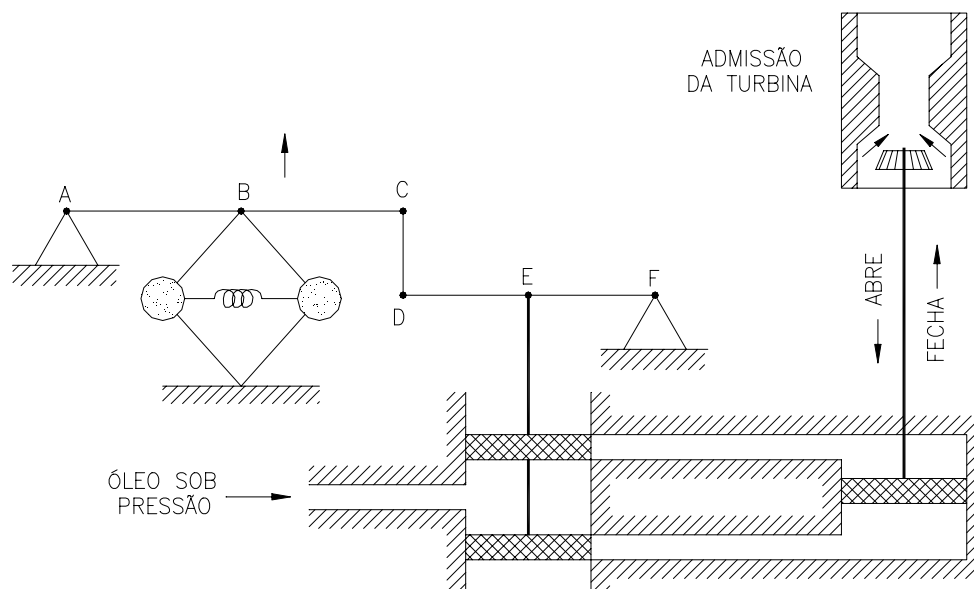 ADMISSÃO
DA TURBINA
A
B
C
D
E
F
ABRE
FECHA
ÓLEO SOB
PRESSÃO